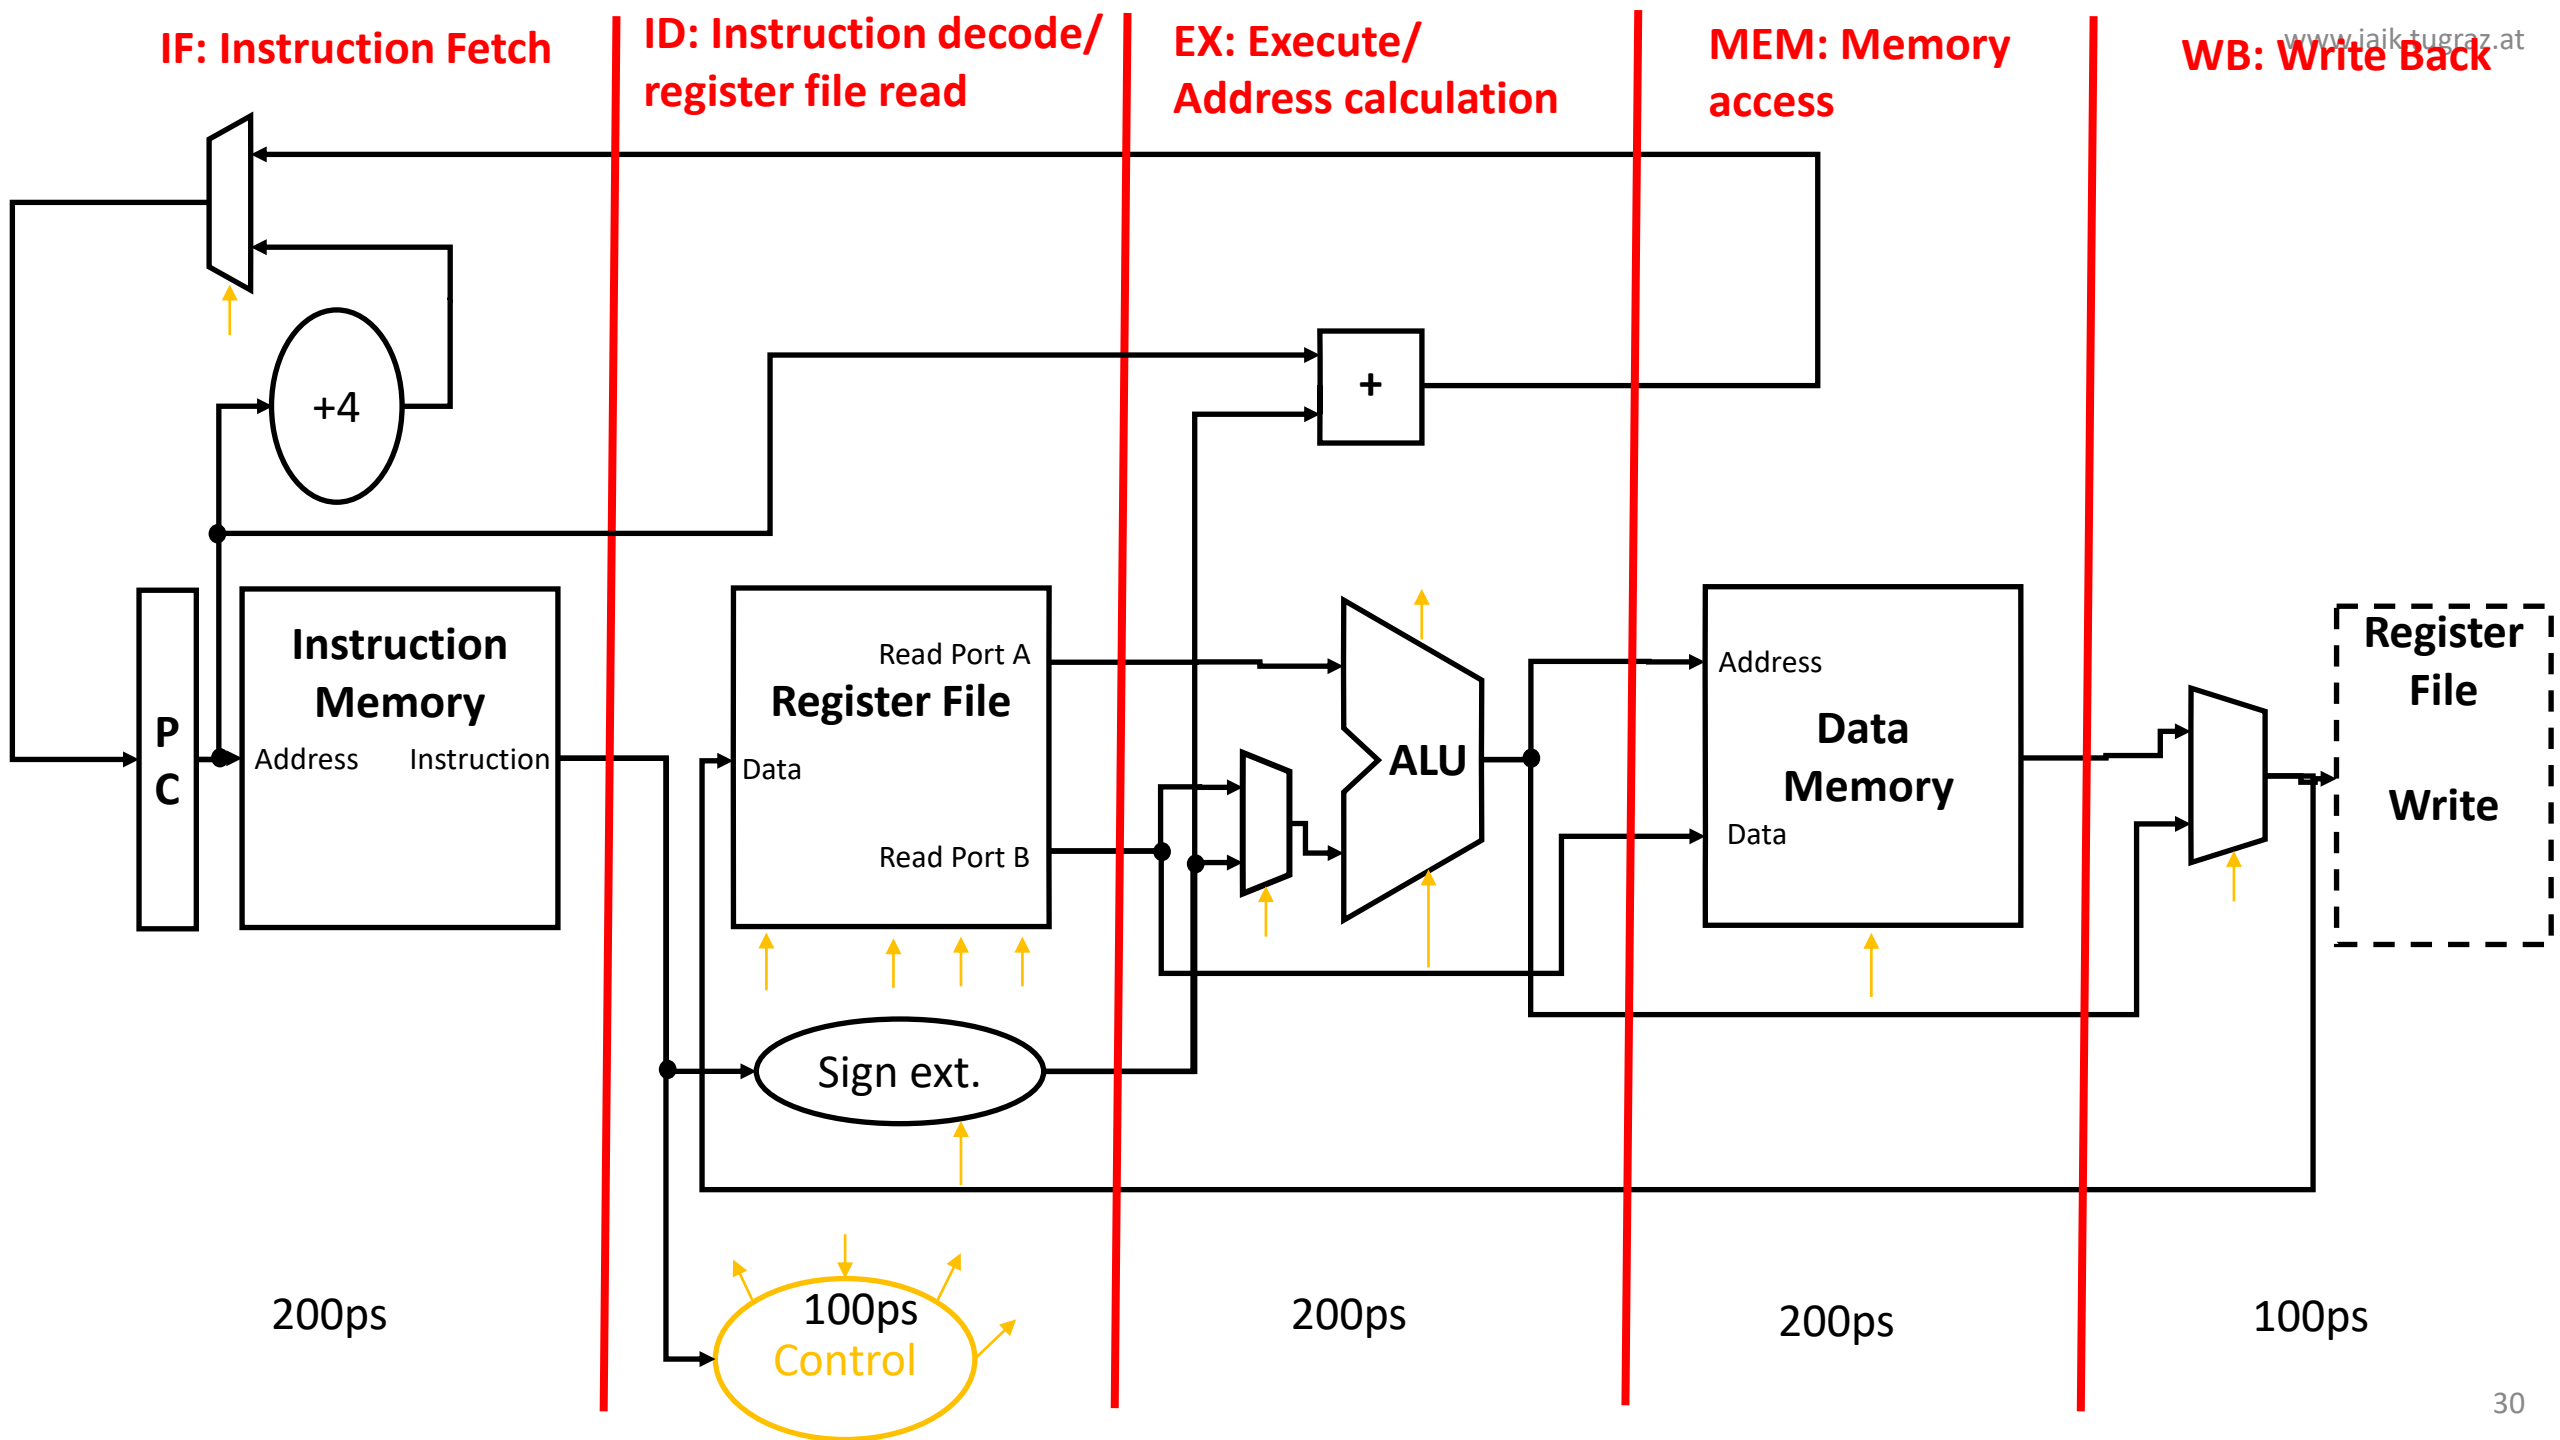 IF: Instruction Fetch
ID: Instruction decode/
register file read
EX: Execute/
Address calculation
MEM: Memory
access
www.iaik.tugraz.at
WB: Write Back
+4
+
P
C
Instruction
Memory
Address
Instruction
Read Port A
Register File
Data
Read Port B
ALU
Address
Data
Memory
Data
Register
File
Write
Sign ext.
200ps
100ps
Control
200ps
200ps
100ps
30